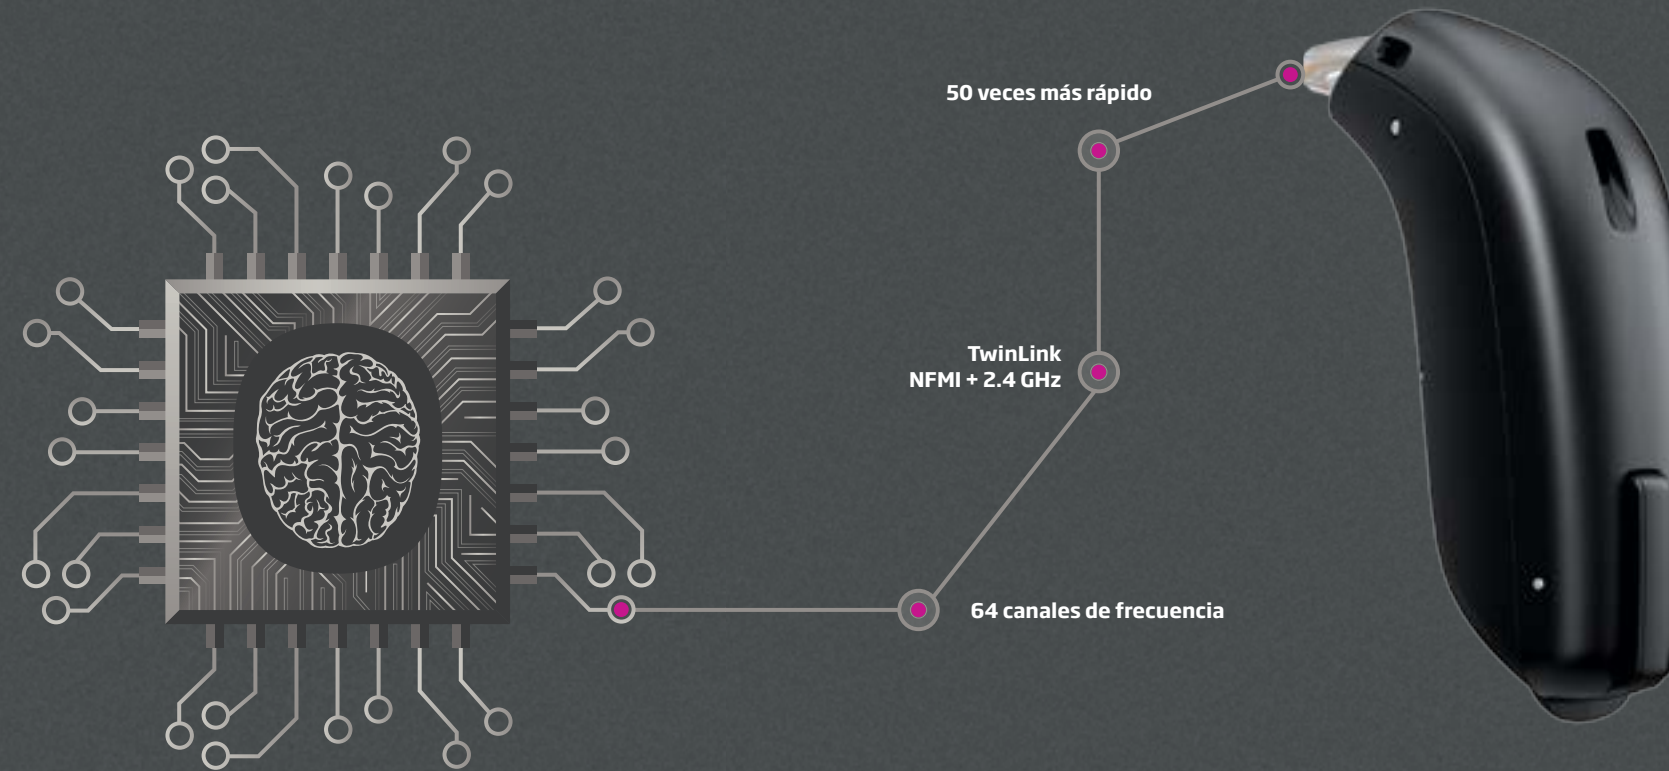 50 veces más rápido
TwinLink
NFMI + 2.4 GHz
64 canales de frecuencia